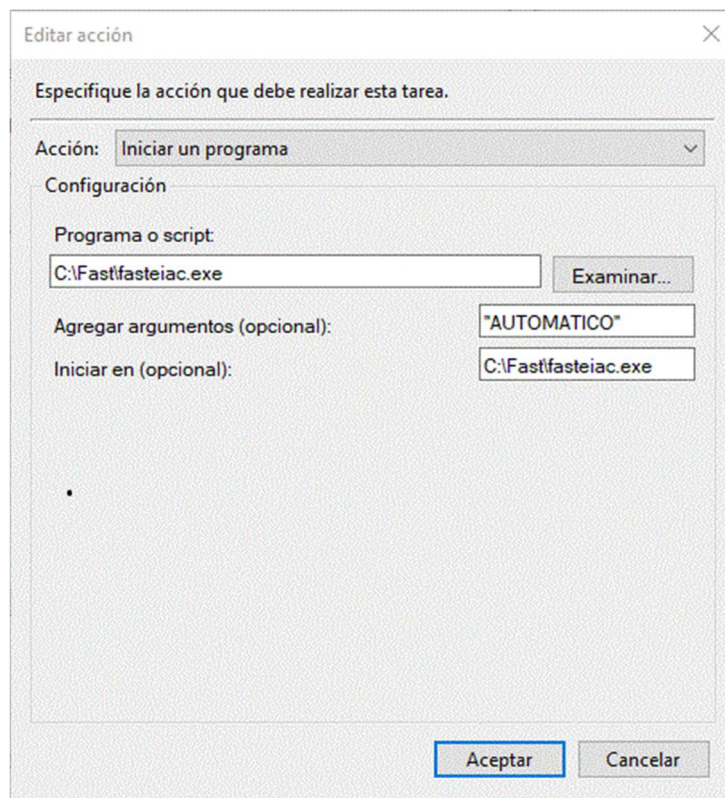 Editar acción
Especifique la acción que debe realizar esta tarea.
Acción: Iniciar un programa
Configuración
Programa o script:
C:\Fast\fasteiac.exe Examinar...
Agregar argumentos (opcional): "AUTOMATICO"
Iniciar en (opcional): C:\Fast\fasteiac.exe
Aceptar Cancelar